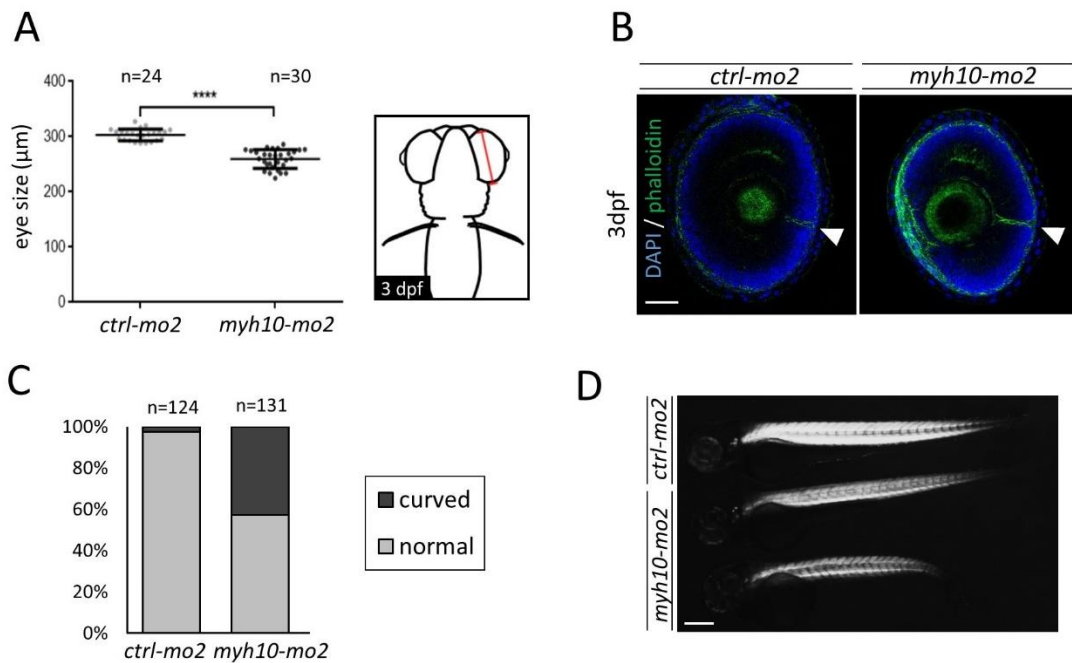 A
n=24
n=30
****
400
300
200
100
0
eye size (µm)
ctrl-mo2
myh10-mo2
3 dpf
B
ctrl-mo2
myh10-mo2
3dpf
DAPI / phalloidin
C
n=124
n=131
100%
80%
60%
40%
20%
0%
ctrl-mo2
myh10-mo2
curved
normal
D
ctrl-mo2
myh10-mo2